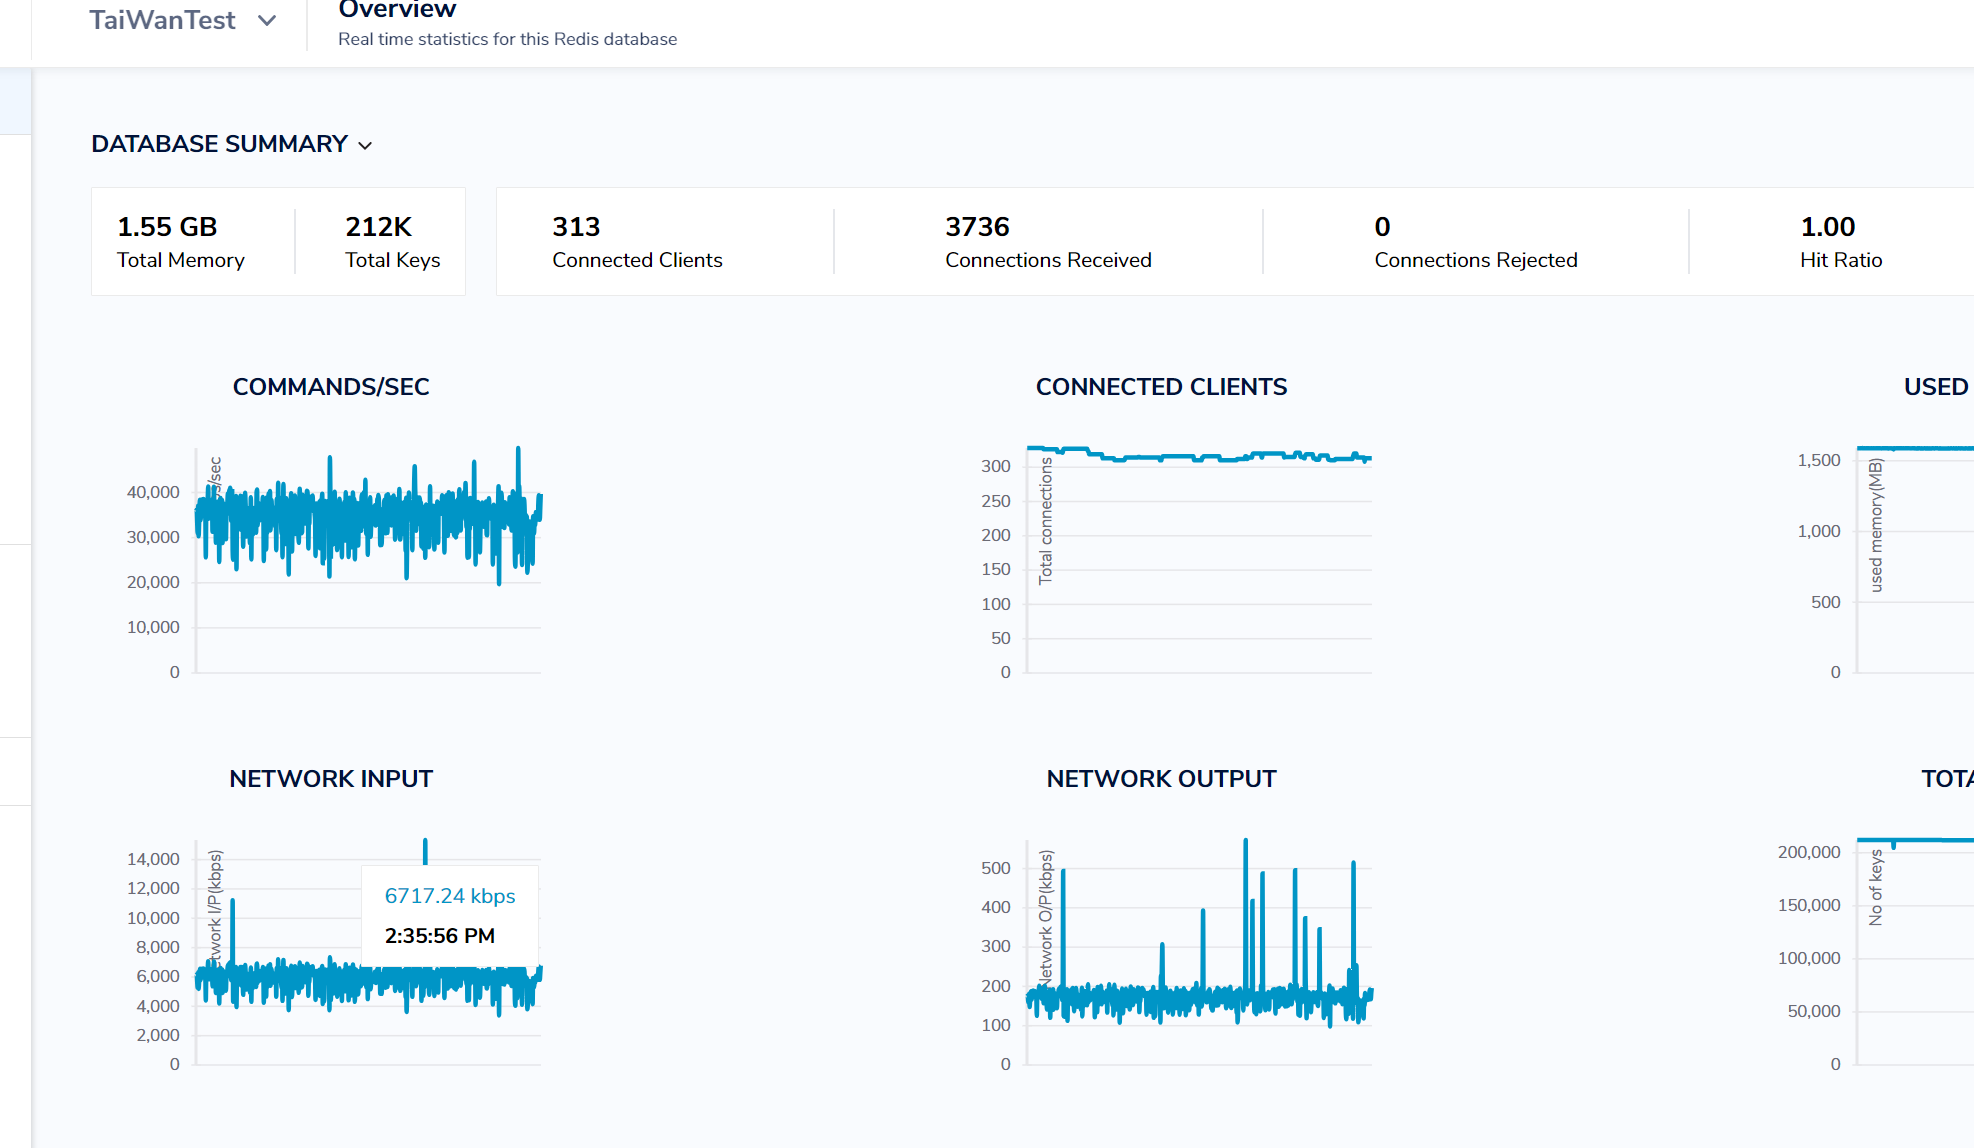 TaiWanTest
Overview
Real time statistics for this Redis database
DATABASE SUMMARY
1.55 GB
Total Memory
212K
Total Keys
313
Connected Clients
3736
Connections Received
0
Connections Rejected
1.00
Hit Ratio
COMMANDS/SEC
s/sec
40,000
30,000
20,000
10,000
0
CONNECTED CLIENTS
Total connections
300
250
200
150
100
50
0
USED
used memory(MB)
1,500
1,000
500
0
NETWORK INPUT
twork I/P(kbps)
14,000
12,000
10,000
8,000
6,000
4,000
2,000
0
6717.24 kbps
2:35:56 PM
NETWORK OUTPUT
Network O/P(kbps)
500
400
300
200
100
0
TOTA
No of keys
200,000
150,000
100,000
50,000
0